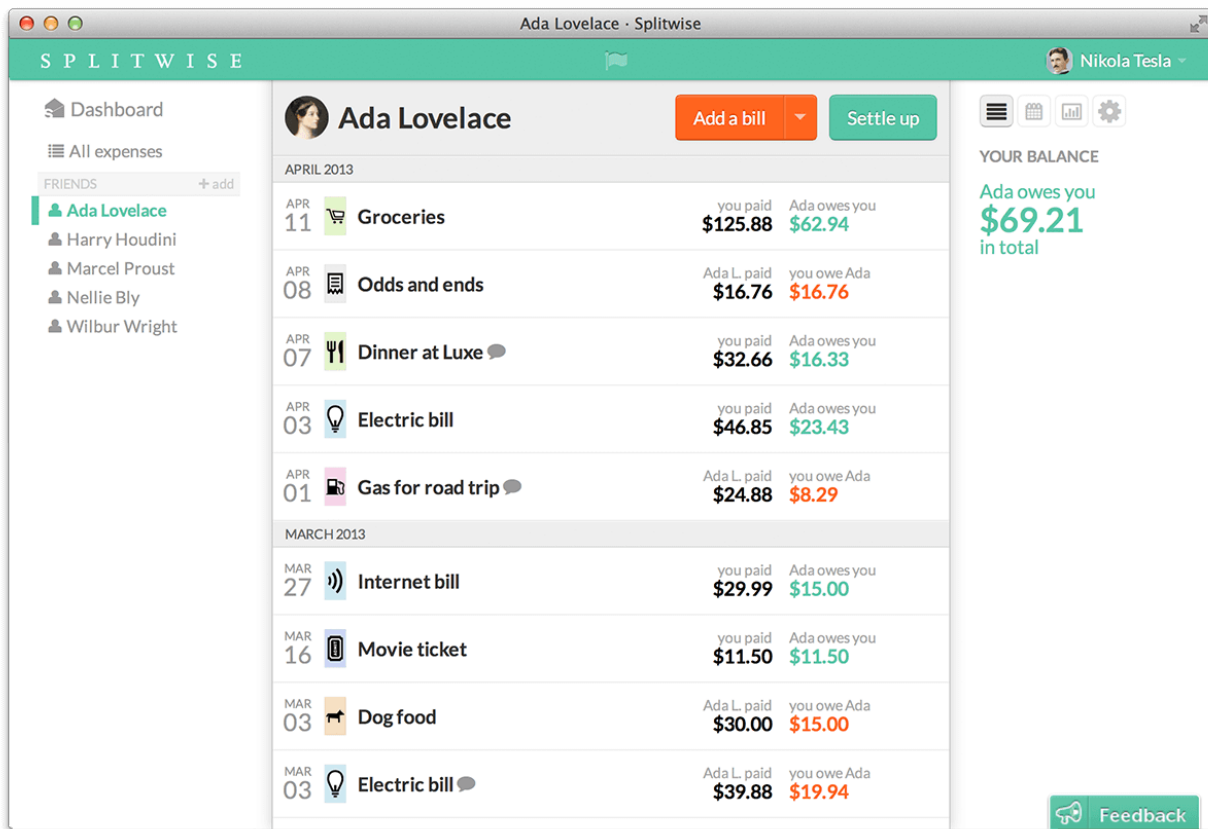 Ada Lovelace · Splitwise
SPLITWISE
Nikola Tesla
Dashboard
All expenses
FRIENDS + add
Ada Lovelace
Harry Houdini
Marcel Proust
Nellie Bly
Wilbur Wright
Ada Lovelace
Add a bill
Settle up
APRIL 2013
APR 11 Groceries you paid $125.88 Ada owes you $62.94
APR 08 Odds and ends Ada L. paid $16.76 you owe Ada $16.76
APR 07 Dinner at Luxe you paid $32.66 Ada owes you $16.33
APR 03 Electric bill you paid $46.85 Ada owes you $23.43
APR 01 Gas for road trip Ada L. paid $24.88 you owe Ada $8.29
MARCH 2013
MAR 27 Internet bill you paid $29.99 Ada owes you $15.00
MAR 16 Movie ticket you paid $11.50 Ada owes you $11.50
MAR 03 Dog food Ada L. paid $30.00 you owe Ada $15.00
MAR 03 Electric bill Ada L. paid $39.88 you owe Ada $19.94
YOUR BALANCE
Ada owes you
$69.21
in total
Feedback